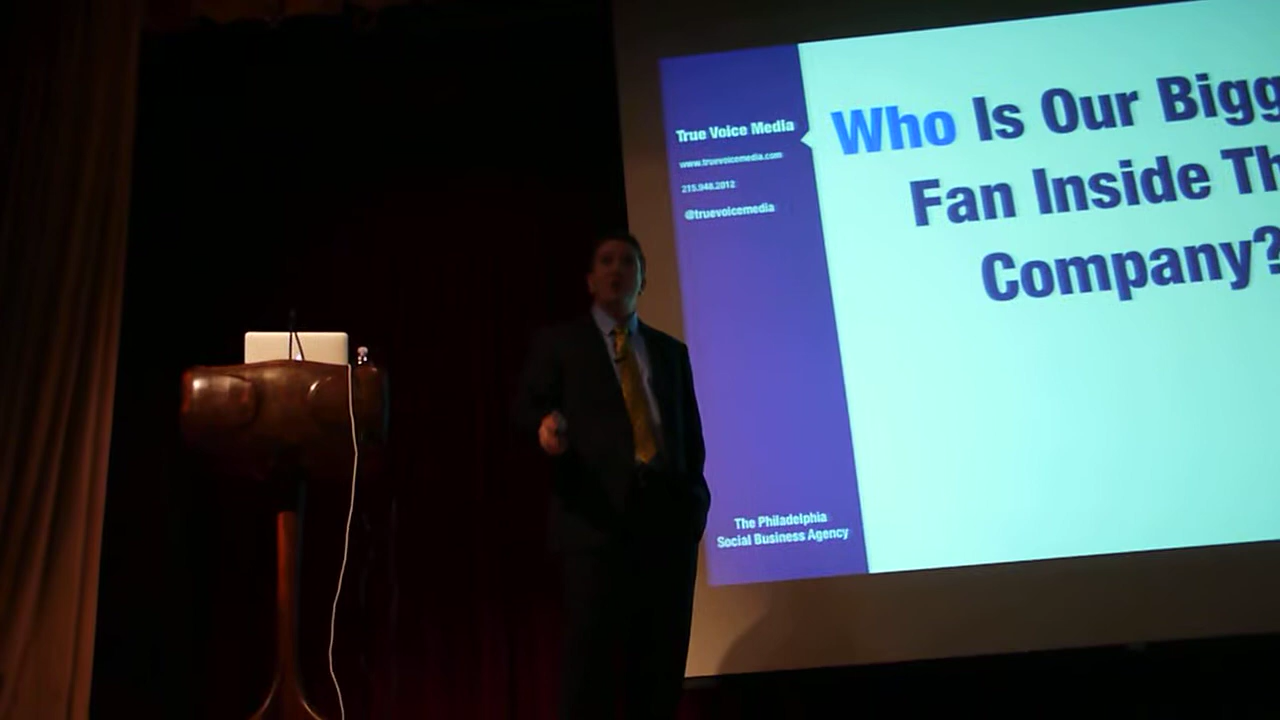 True Voice Media
www.truevoicemedia.com
215.948.2012
@truevoicemedia
Who Is Our Bigg
Fan Inside Th
Company?
The Philadelphia
Social Business Agency